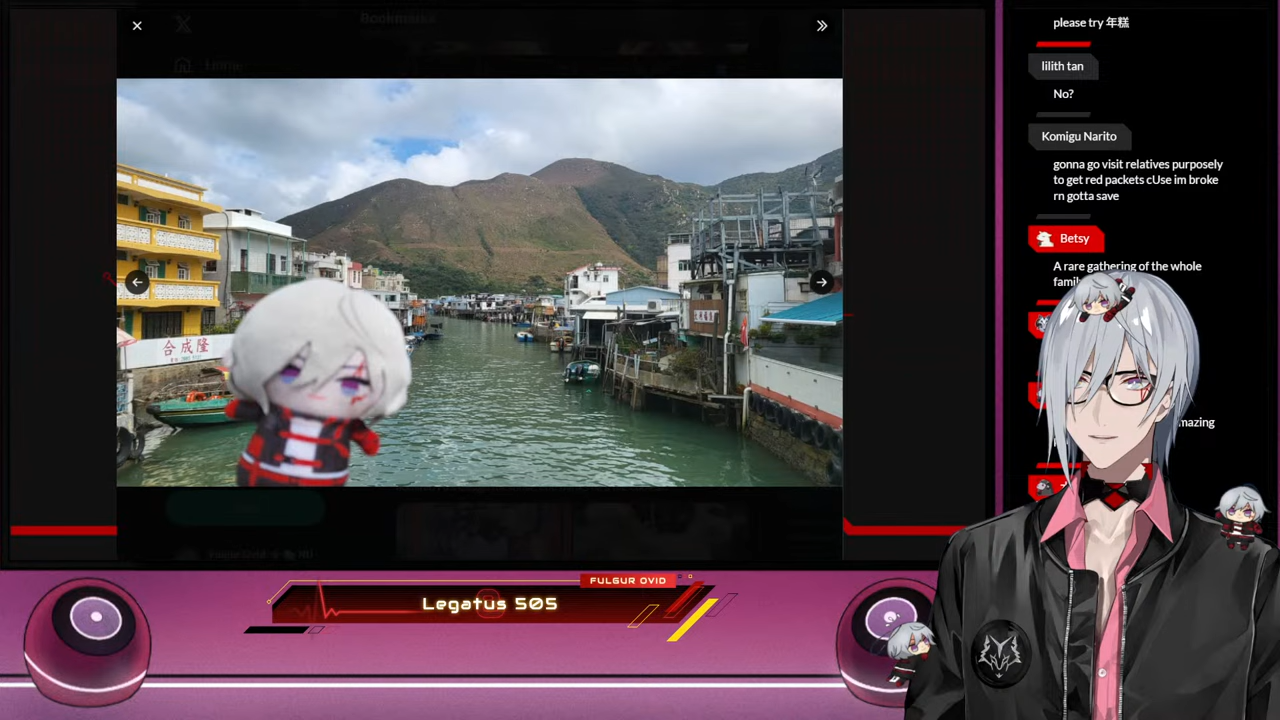 Bookmarks
please try 年糕
lilith tan
No?
Komigu Narito
gonna go visit relatives purposely
to get red packets cUse im broke
rn gotta save
Betsy
A rare gathering of the whole
合成隆
FULGUR OVID
Legatus 505